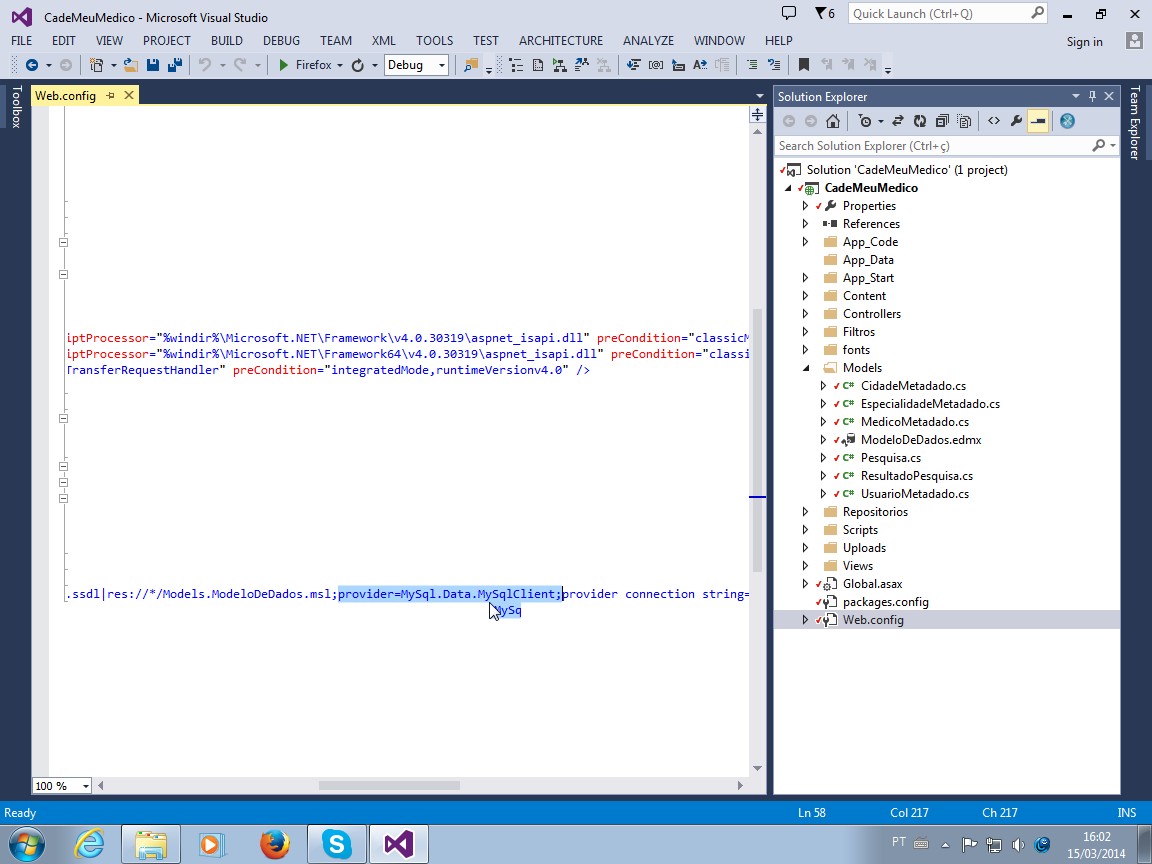 CadeMeuMedico - Microsoft Visual Studio
6
Quick Launch (Ctrl+Q)
FILE EDIT VIEW PROJECT BUILD DEBUG TEAM XML TOOLS TEST ARCHITECTURE ANALYZE WINDOW HELP
Sign in
Firefox
Debug
Toolbox
Web.config
Solution Explorer
Team Explorer
Search Solution Explorer (Ctrl+ç)
Solution 'CadeMeuMedico' (1 project)
CadeMeuMedico
Properties
References
App_Code
App_Data
App_Start
Content
Controllers
Filtros
fonts
Models
CidadeMetadado.cs
EspecialidadeMetadado.cs
MedicoMetadado.cs
ModeloDeDados.edmx
Pesquisa.cs
ResultadoPesquisa.cs
UsuarioMetadado.cs
Repositorios
Scripts
Uploads
Views
Global.asax
packages.config
Web.config
iptProcessor="%windir%\Microsoft.NET\Framework\v4.0.30319\aspnet_isapi.dll" preCondition="classicM
iptProcessor="%windir%\Microsoft.NET\Framework64\v4.0.30319\aspnet_isapi.dll" preCondition="classi
TransferRequestHandler" preCondition="integratedMode,runtimeVersionv4.0" />
.ssdl|res://*/Models.ModeloDeDados.msl;provider=MySql.Data.MySqlClient;provider connection string=
MySq
100 %
Ready
Ln 58
Col 217
Ch 217
INS
PT
16:02
15/03/2014